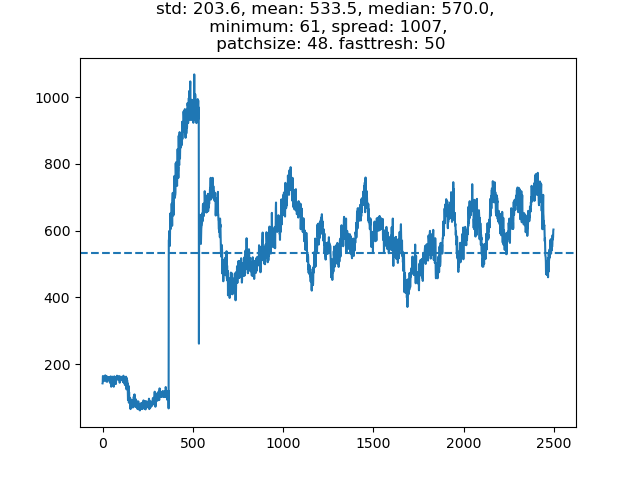 std: 203.6, mean: 533.5, median: 570.0,
minimum: 61, spread: 1007,
patchsize: 48. fasttresh: 50
1000
800
600
400
200
0 500 1000 1500 2000 2500